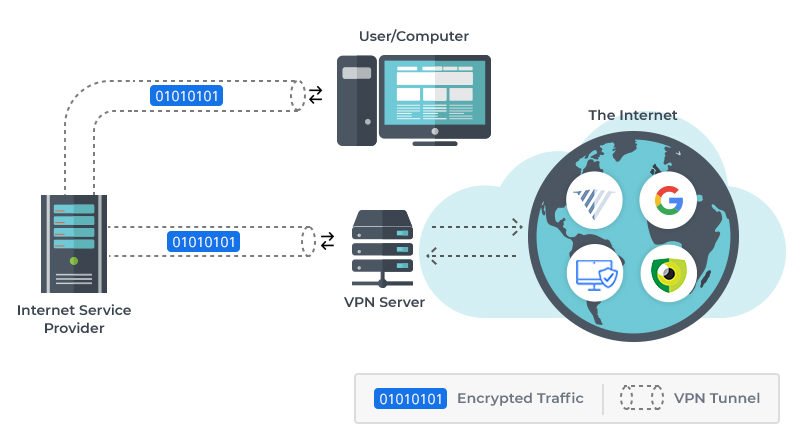 User/Computer
01010101
The Internet
01010101
VPN Server
Internet Service
Provider
01010101 Encrypted Traffic
VPN Tunnel